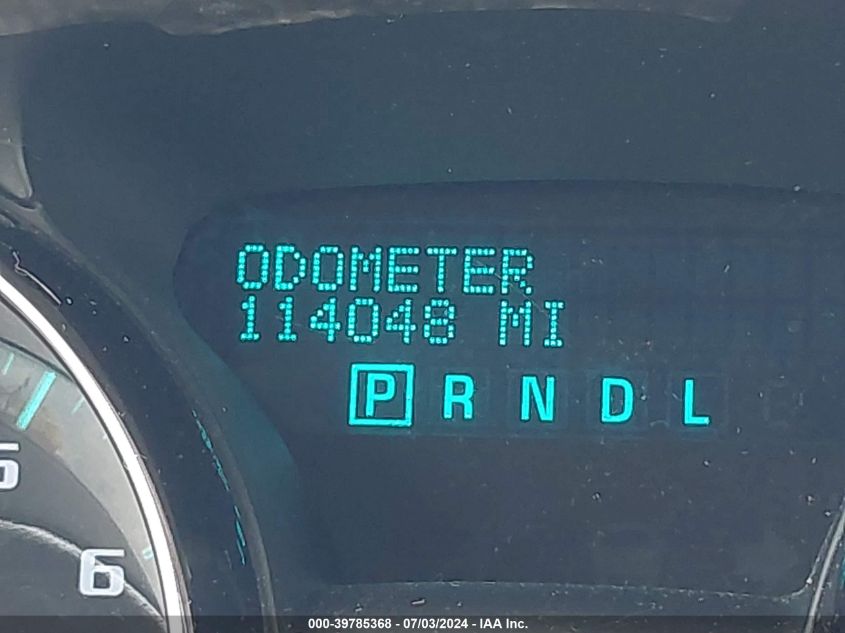 ODOMETER
114048 MI
P R N D L
5
6
000-39785368 - 07/03/2024 - IAA Inc.